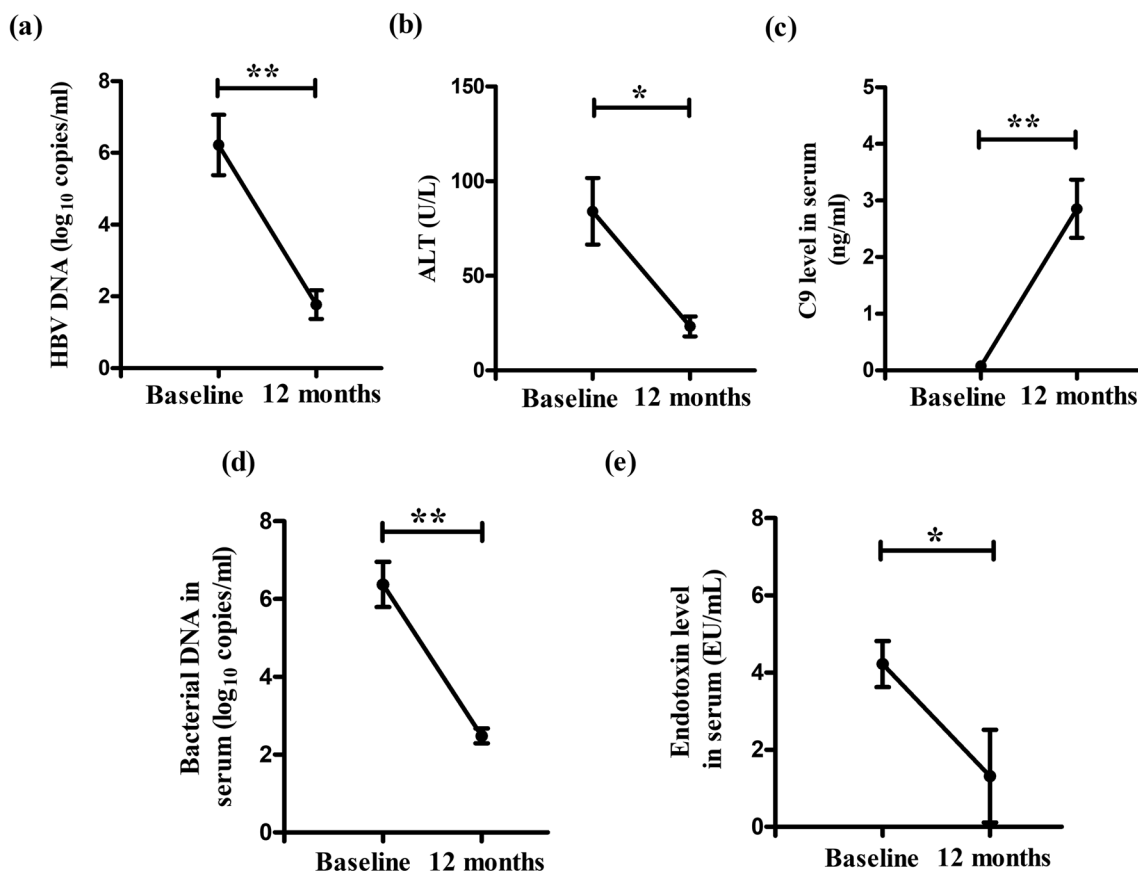 (a)
HBV DNA (log10 copies/ml)
8
6
4
2
0
**
Baseline 12 months
(b)
ALT (U/L)
150
100
50
0
*
Baseline 12 months
(c)
C9 level in serum
(ng/ml)
5
4
3
2
1
0
**
Baseline 12 months
(d)
Bacterial DNA in
serum (log10 copies/ml)
8
6
4
2
0
**
Baseline 12 months
(e)
Endotoxin level
in serum (EU/mL)
8
6
4
2
0
*
Baseline 12 months